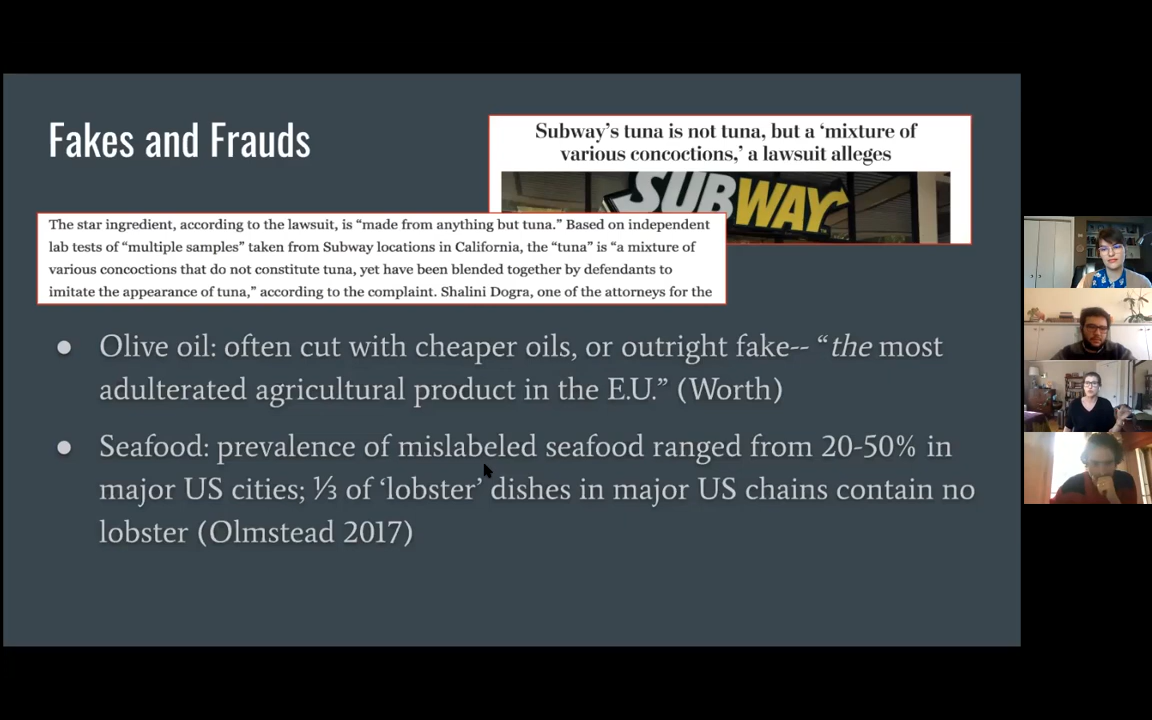 Fakes and Frauds
Subway’s tuna is not tuna, but a ‘mixture of
various concoctions,’ a lawsuit alleges
SUBWAY
The star ingredient, according to the lawsuit, is “made from anything but tuna.” Based on independent
lab tests of “multiple samples” taken from Subway locations in California, the “tuna” is “a mixture of
various concoctions that do not constitute tuna, yet have been blended together by defendants to
imitate the appearance of tuna,” according to the complaint. Shalini Dogra, one of the attorneys for the
● Olive oil: often cut with cheaper oils, or outright fake-- “the most
adulterated agricultural product in the E.U.” (Worth)
● Seafood: prevalence of mislabeled seafood ranged from 20-50% in
major US cities; ⅓ of ‘lobster’ dishes in major US chains contain no
lobster (Olmstead 2017)